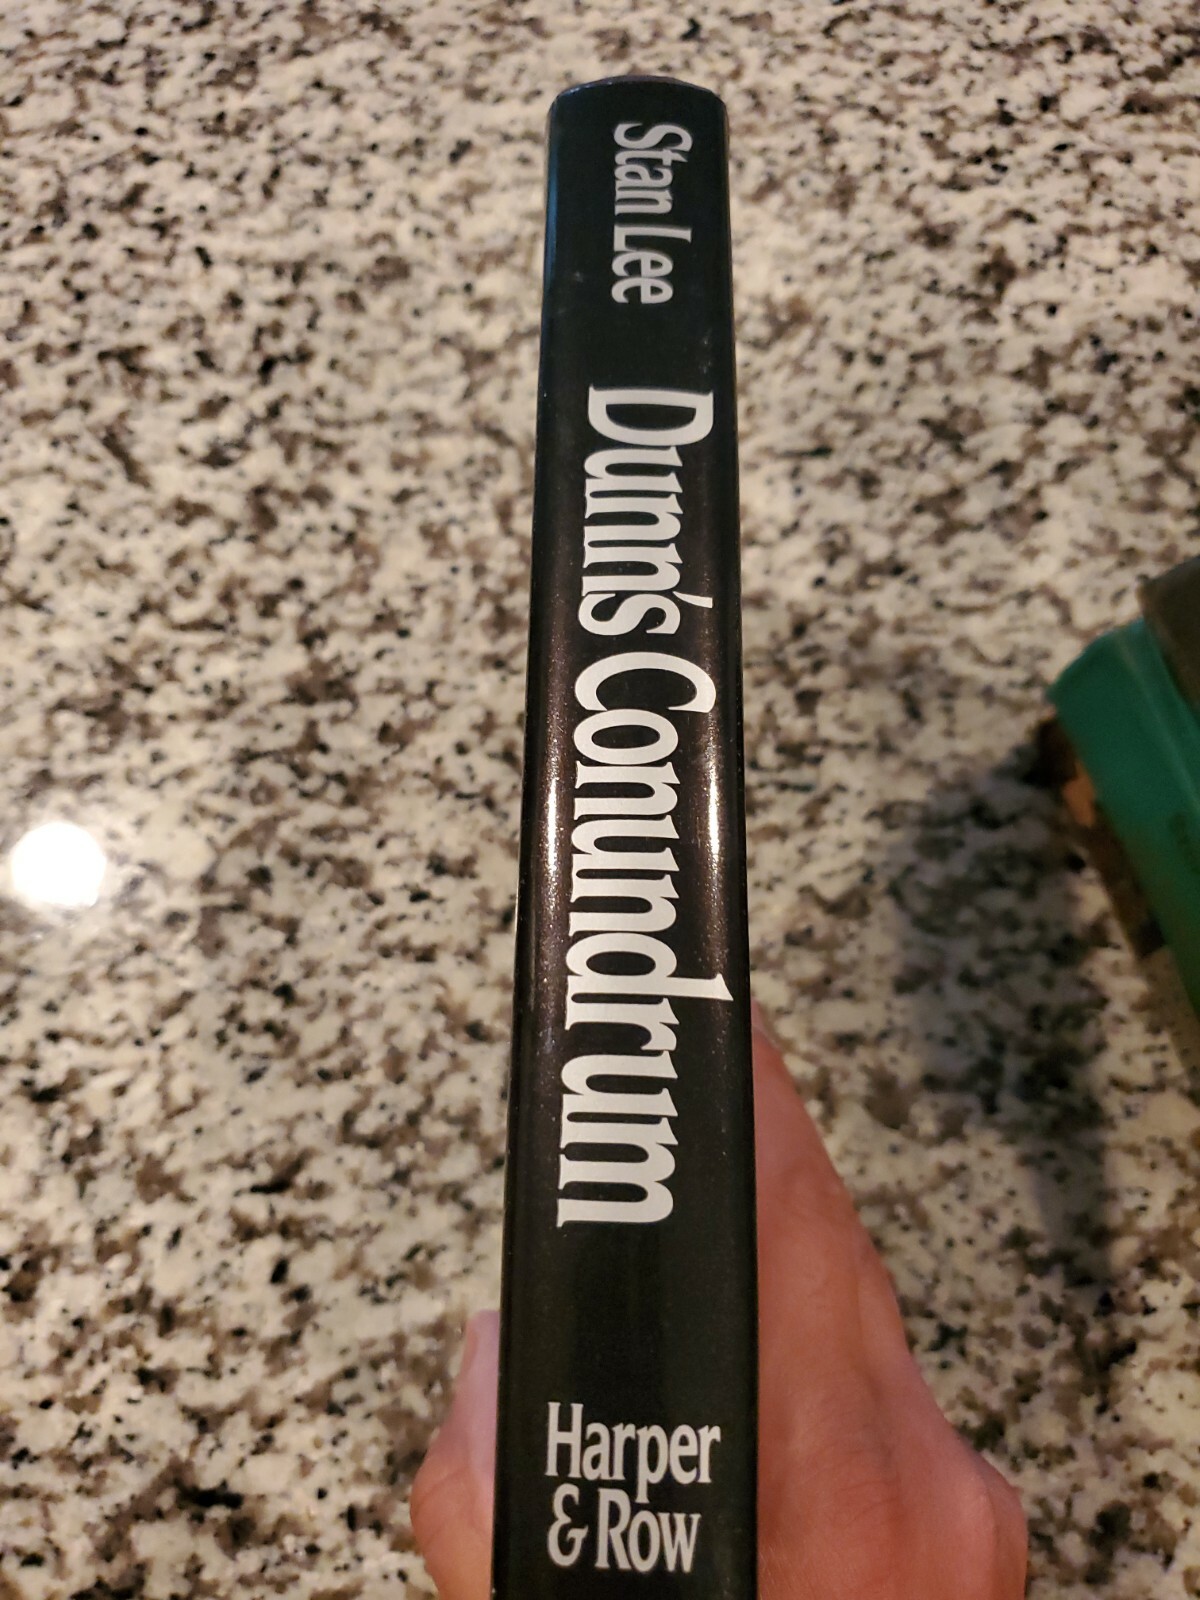 Stan Lee
Dunn's Conundrum
Harper
& Row